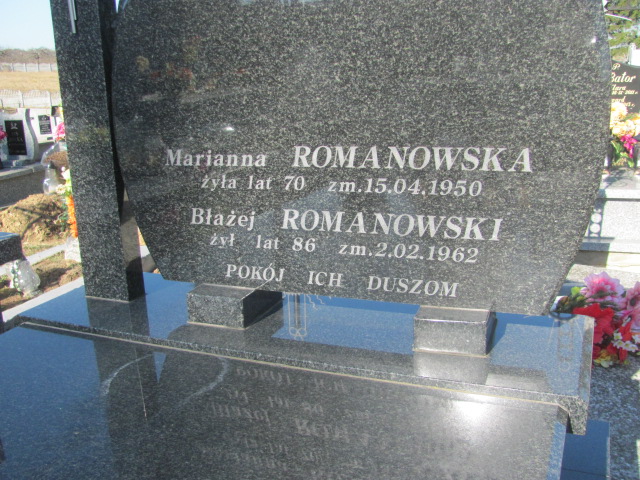 Marianna ROMANOWSKA
żyła lat 70 zm.15.04.1950
Błażej ROMANOWSKI
żył lat 86 zm.2.02.1962
POKÓJ ICH DUSZOM
Bator